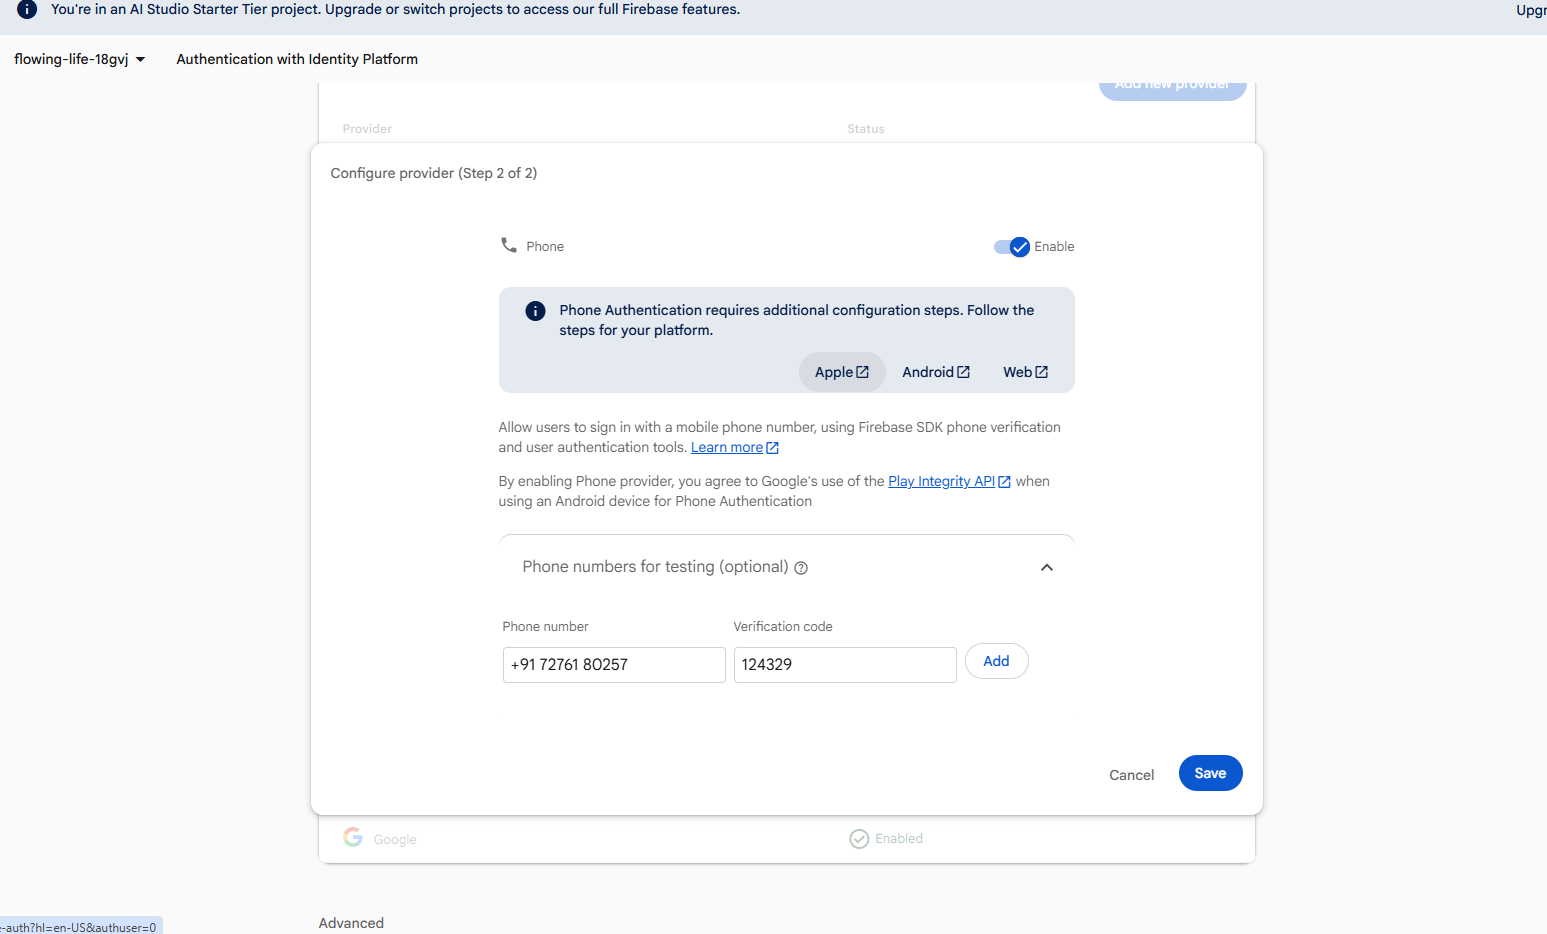 You're in an AI Studio Starter Tier project. Upgrade or switch projects to access our full Firebase features.
flowing-life-18gvj
Authentication with Identity Platform
Add new provider
Provider
Status
Configure provider (Step 2 of 2)
Phone
Enable
Phone Authentication requires additional configuration steps. Follow the
steps for your platform.
Apple
Android
Web
Allow users to sign in with a mobile phone number, using Firebase SDK phone verification
and user authentication tools. Learn more
By enabling Phone provider, you agree to Google's use of the Play Integrity API when
using an Android device for Phone Authentication
Phone numbers for testing (optional)
Phone number
Verification code
+91 72761 80257
124329
Add
Cancel
Save
Google
Enabled
Advanced
-auth?hl=en-US&authuser=0